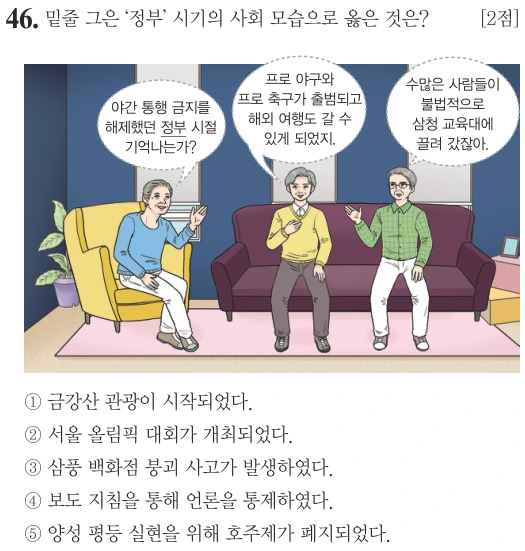 46. 밑줄 그은 ‘정부’ 시기의 사회 모습으로 옳은 것은? [2점]
야간 통행 금지를
해제했던 정부 시절
기억나는가?
프로 야구와
프로 축구가 출범되고
해외 여행도 갈 수
있게 되었지.
수많은 사람들이
불법적으로
삼청 교육대에
끌려 갔잖아.
① 금강산 관광이 시작되었다.
② 서울 올림픽 대회가 개최되었다.
③ 삼풍 백화점 붕괴 사고가 발생하였다.
④ 보도 지침을 통해 언론을 통제하였다.
⑤ 양성 평등 실현을 위해 호주제가 폐지되었다.